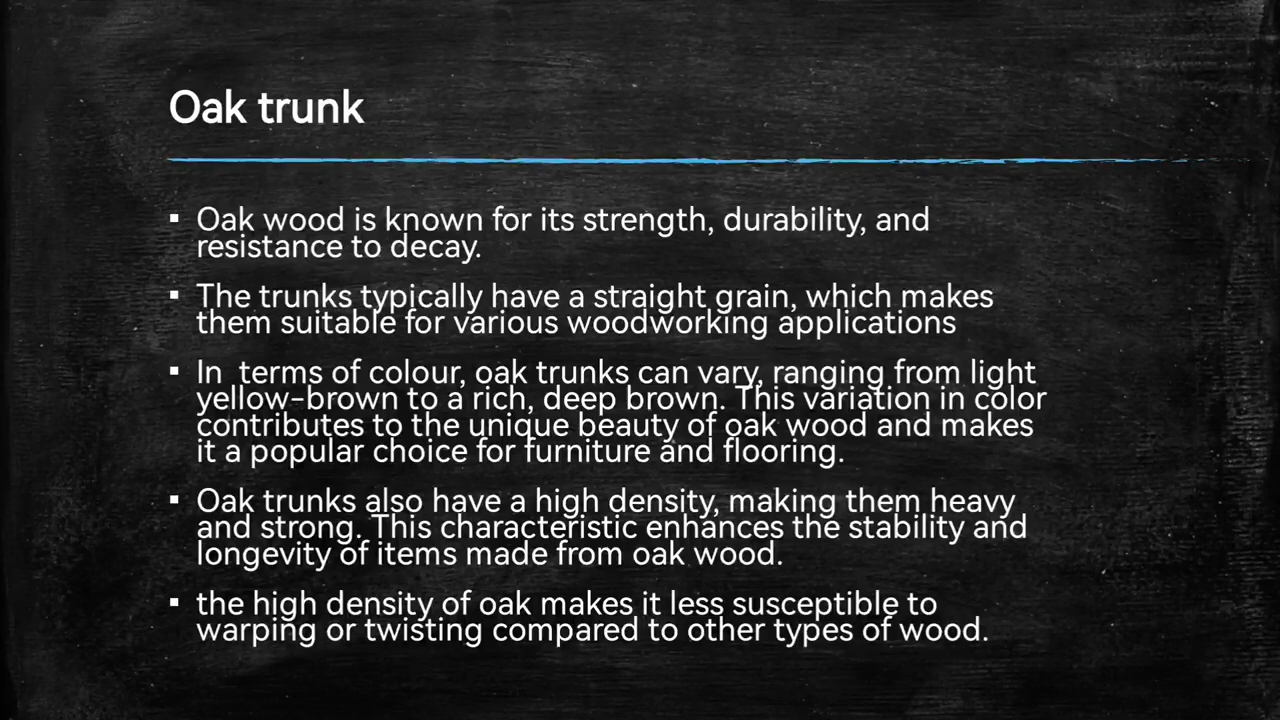 Oak trunk
▪ Oak wood is known for its strength, durability, and
resistance to decay.
▪ The trunks typically have a straight grain, which makes
them suitable for various woodworking applications
▪ In  terms of colour, oak trunks can vary, ranging from light
yellow-brown to a rich, deep brown. This variation in color
contributes to the unique beauty of oak wood and makes
it a popular choice for furniture and flooring.
▪ Oak trunks also have a high density, making them heavy
and strong. This characteristic enhances the stability and
longevity of items made from oak wood.
▪ the high density of oak makes it less susceptible to
warping or twisting compared to other types of wood.